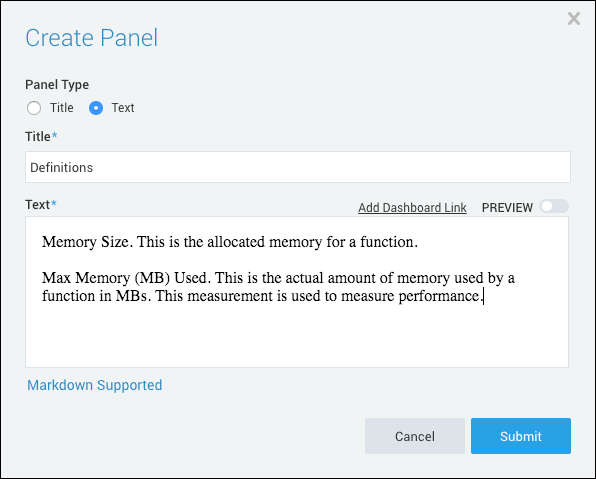 Create Panel
Panel Type
Title
Text
Title*
Definitions
Text*
Add Dashboard Link
PREVIEW
Memory Size. This is the allocated memory for a function.
Max Memory (MB) Used. This is the actual amount of memory used by a
function in MBs. This measurement is used to measure performance.
Markdown Supported
Cancel
Submit